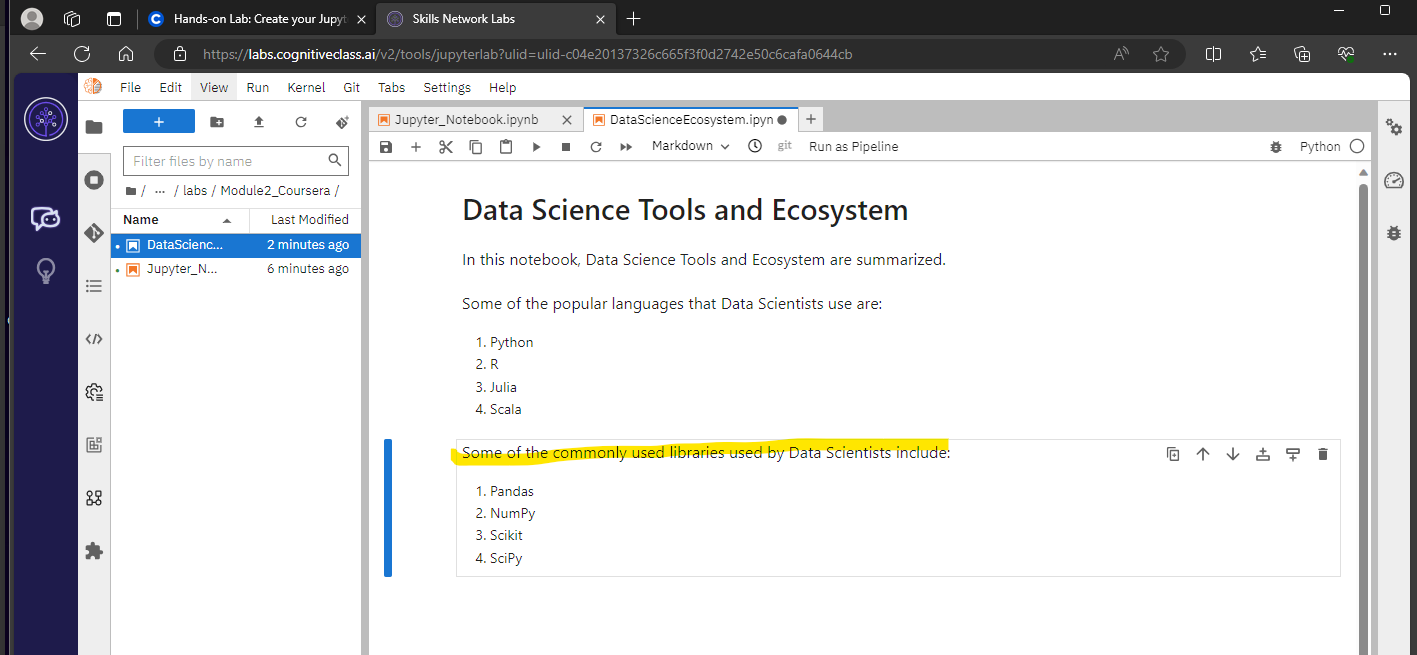 Hands-on Lab: Create your Jupyt
Skills Network Labs
https://labs.cognitiveclass.ai/v2/tools/jupyterlab?ulid=ulid-c04e20137326c665f3f0d2742e50c6cafa0644cb
File Edit View Run Kernel Git Tabs Settings Help
Jupyter_Notebook.ipynb
DataScienceEcosystem.ipyn
Markdown
git
Run as Pipeline
Python
Filter files by name
/ ... / labs / Module2_Coursera /
Name Last Modified
DataScienc... 2 minutes ago
Jupyter_N... 6 minutes ago
Data Science Tools and Ecosystem
In this notebook, Data Science Tools and Ecosystem are summarized.
Some of the popular languages that Data Scientists use are:
1. Python
2. R
3. Julia
4. Scala
Some of the commonly used libraries used by Data Scientists include:
1. Pandas
2. NumPy
3. Scikit
4. SciPy